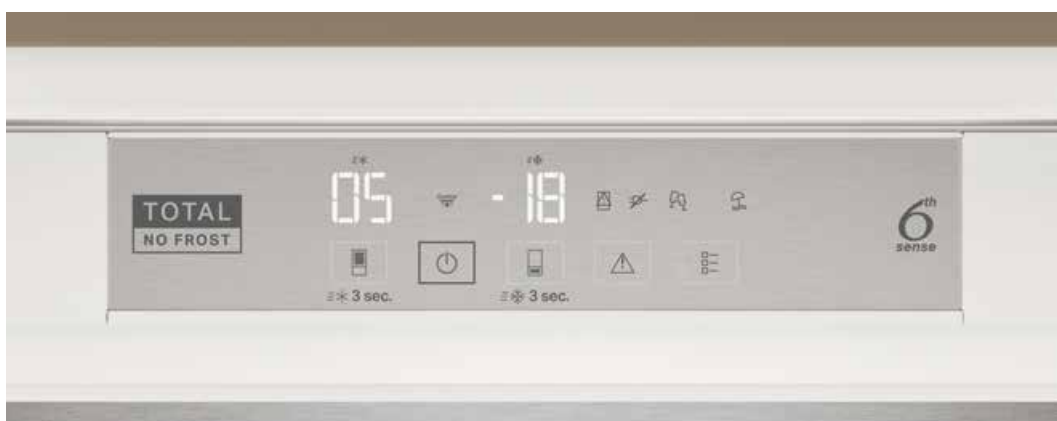 TOTAL
NO FROST
05
-18
3 sec.
3 sec.
6th
sense